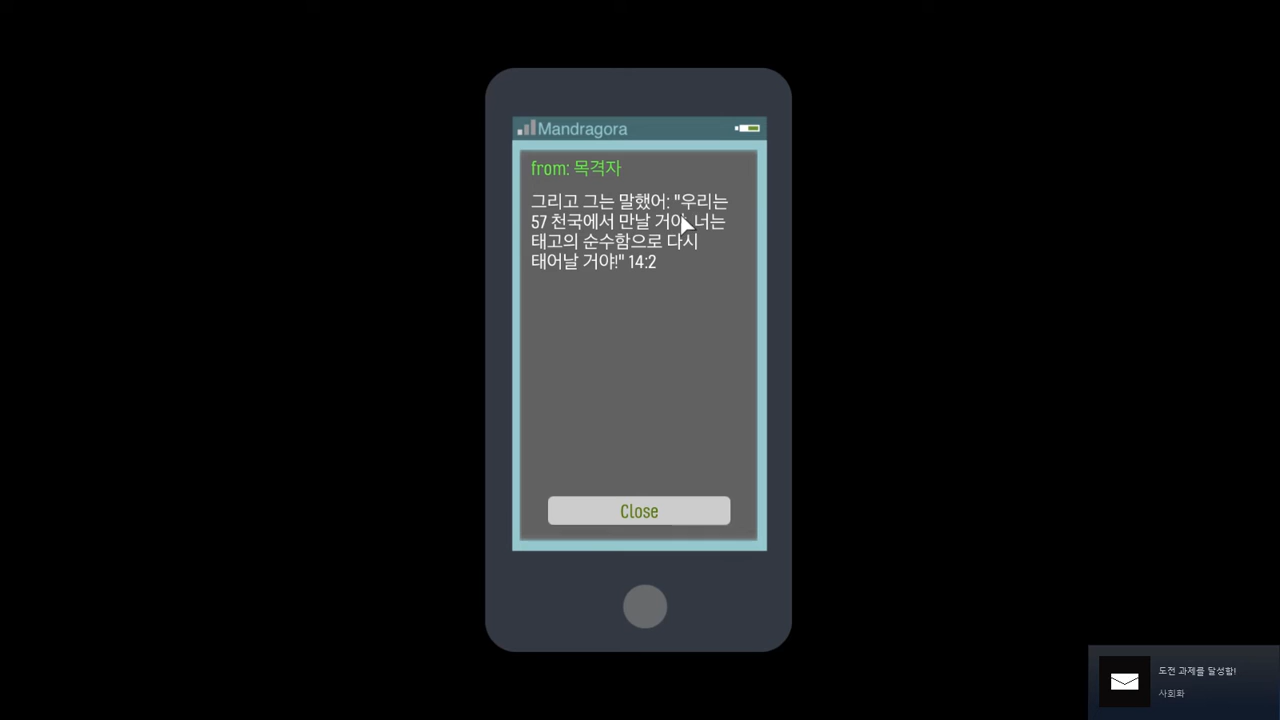 Mandragora
from: 목격자
그리고 그는 말했어: "우리는
57 천국에서 만날 거야. 너는
태고의 순수함으로 다시
태어날 거야!" 14:2
Close
도전 과제를 달성함!
사회화